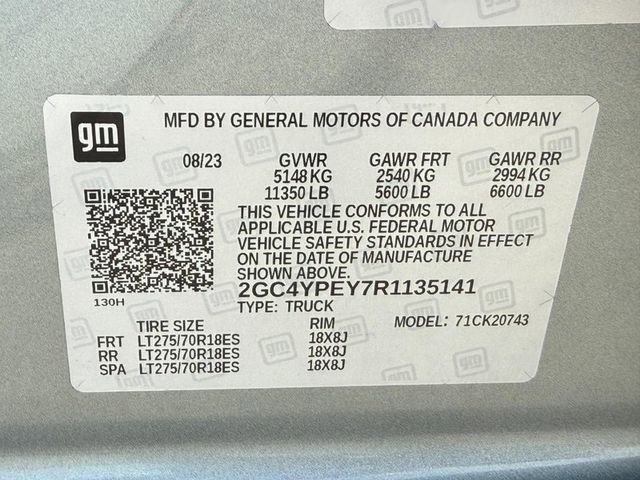 gm
MFD BY GENERAL MOTORS OF CANADA COMPANY
08/23 GVWR GAWR FRT GAWR RR
5148 KG 2540 KG 2994 KG
11350 LB 5600 LB 6600 LB
THIS VEHICLE CONFORMS TO ALL
APPLICABLE U.S. FEDERAL MOTOR
VEHICLE SAFETY STANDARDS IN EFFECT
ON THE DATE OF MANUFACTURE
SHOWN ABOVE.
130H
2GC4YPEY7R1135141
TYPE: TRUCK
TIRE SIZE RIM MODEL: 71CK20743
FRT LT275/70R18ES 18X8J
RR LT275/70R18ES 18X8J
SPA LT275/70R18ES 18X8J